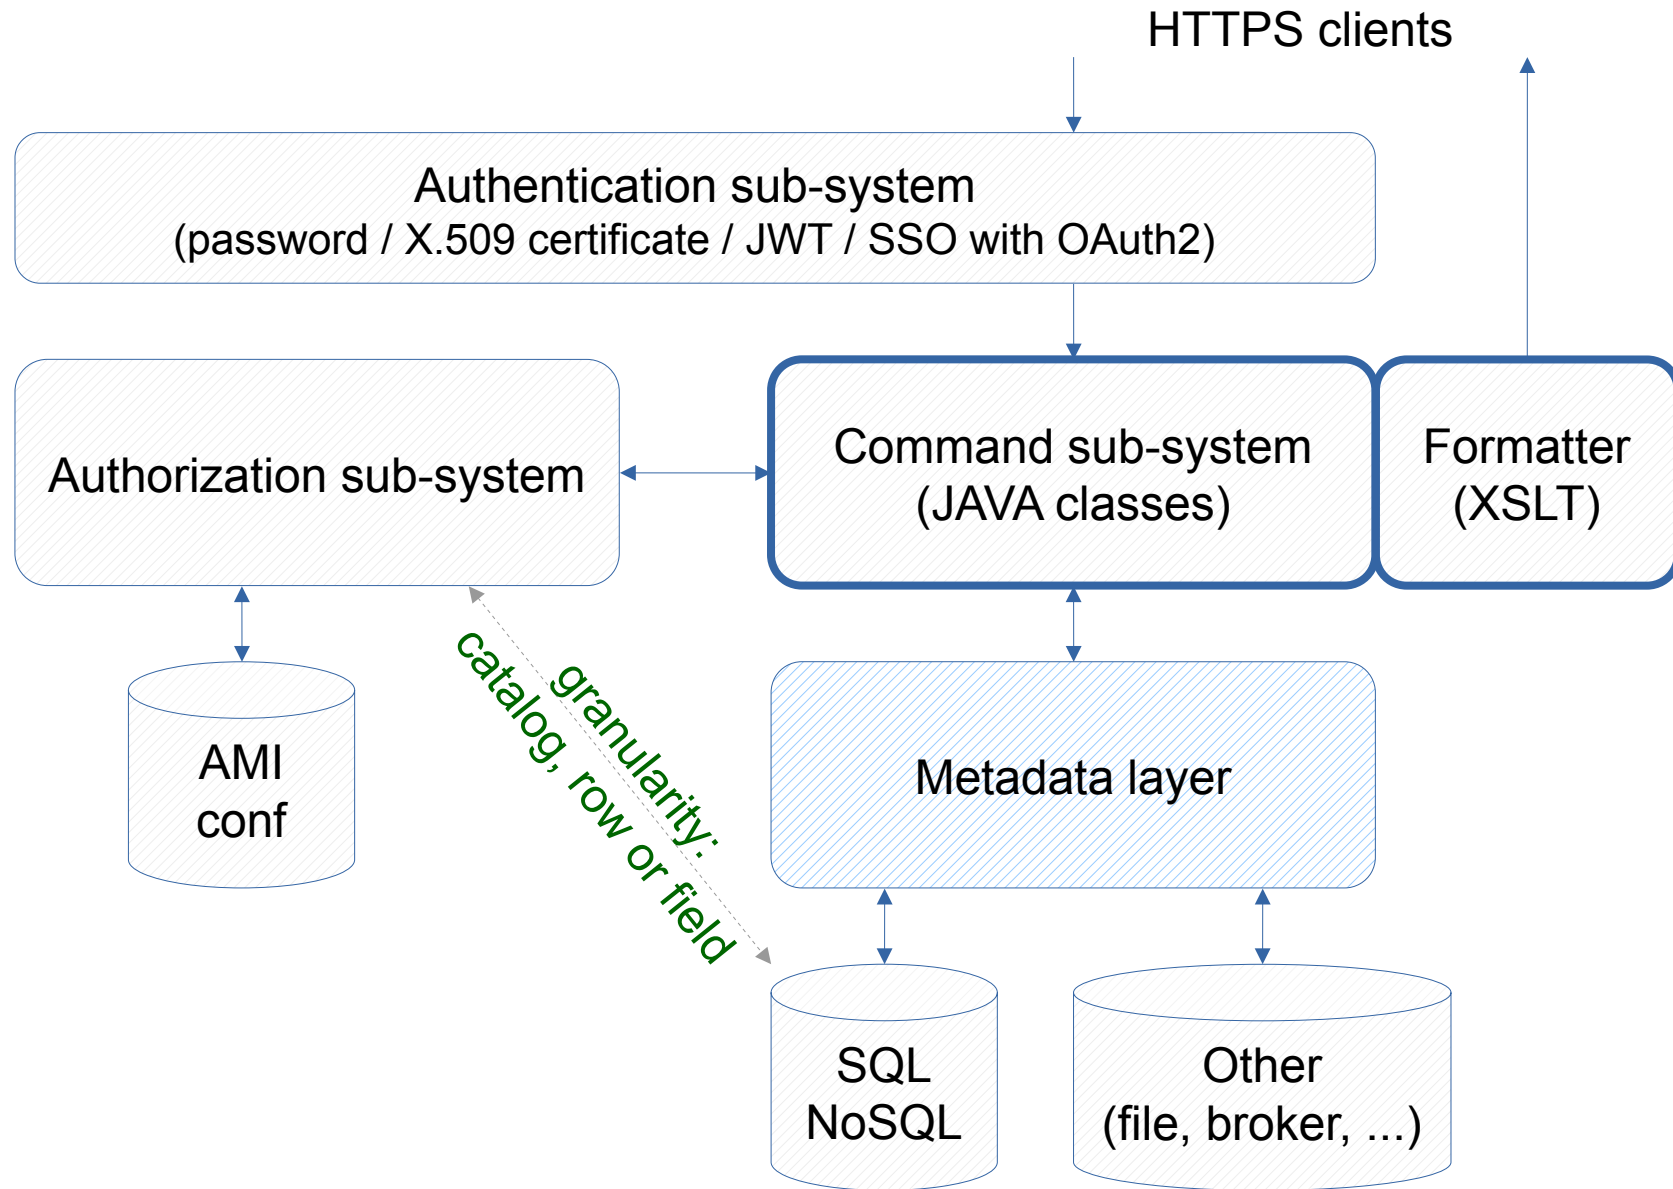 HTTPS clients
Authentication sub-system
(password / X.509 certificate / JWT / SSO with OAuth2)
Authorization sub-system
Command sub-system
(JAVA classes)
Formatter
(XSLT)
granularity:
catalog, row or field
AMI
conf
Metadata layer
SQL
NoSQL
Other
(file, broker, ...)